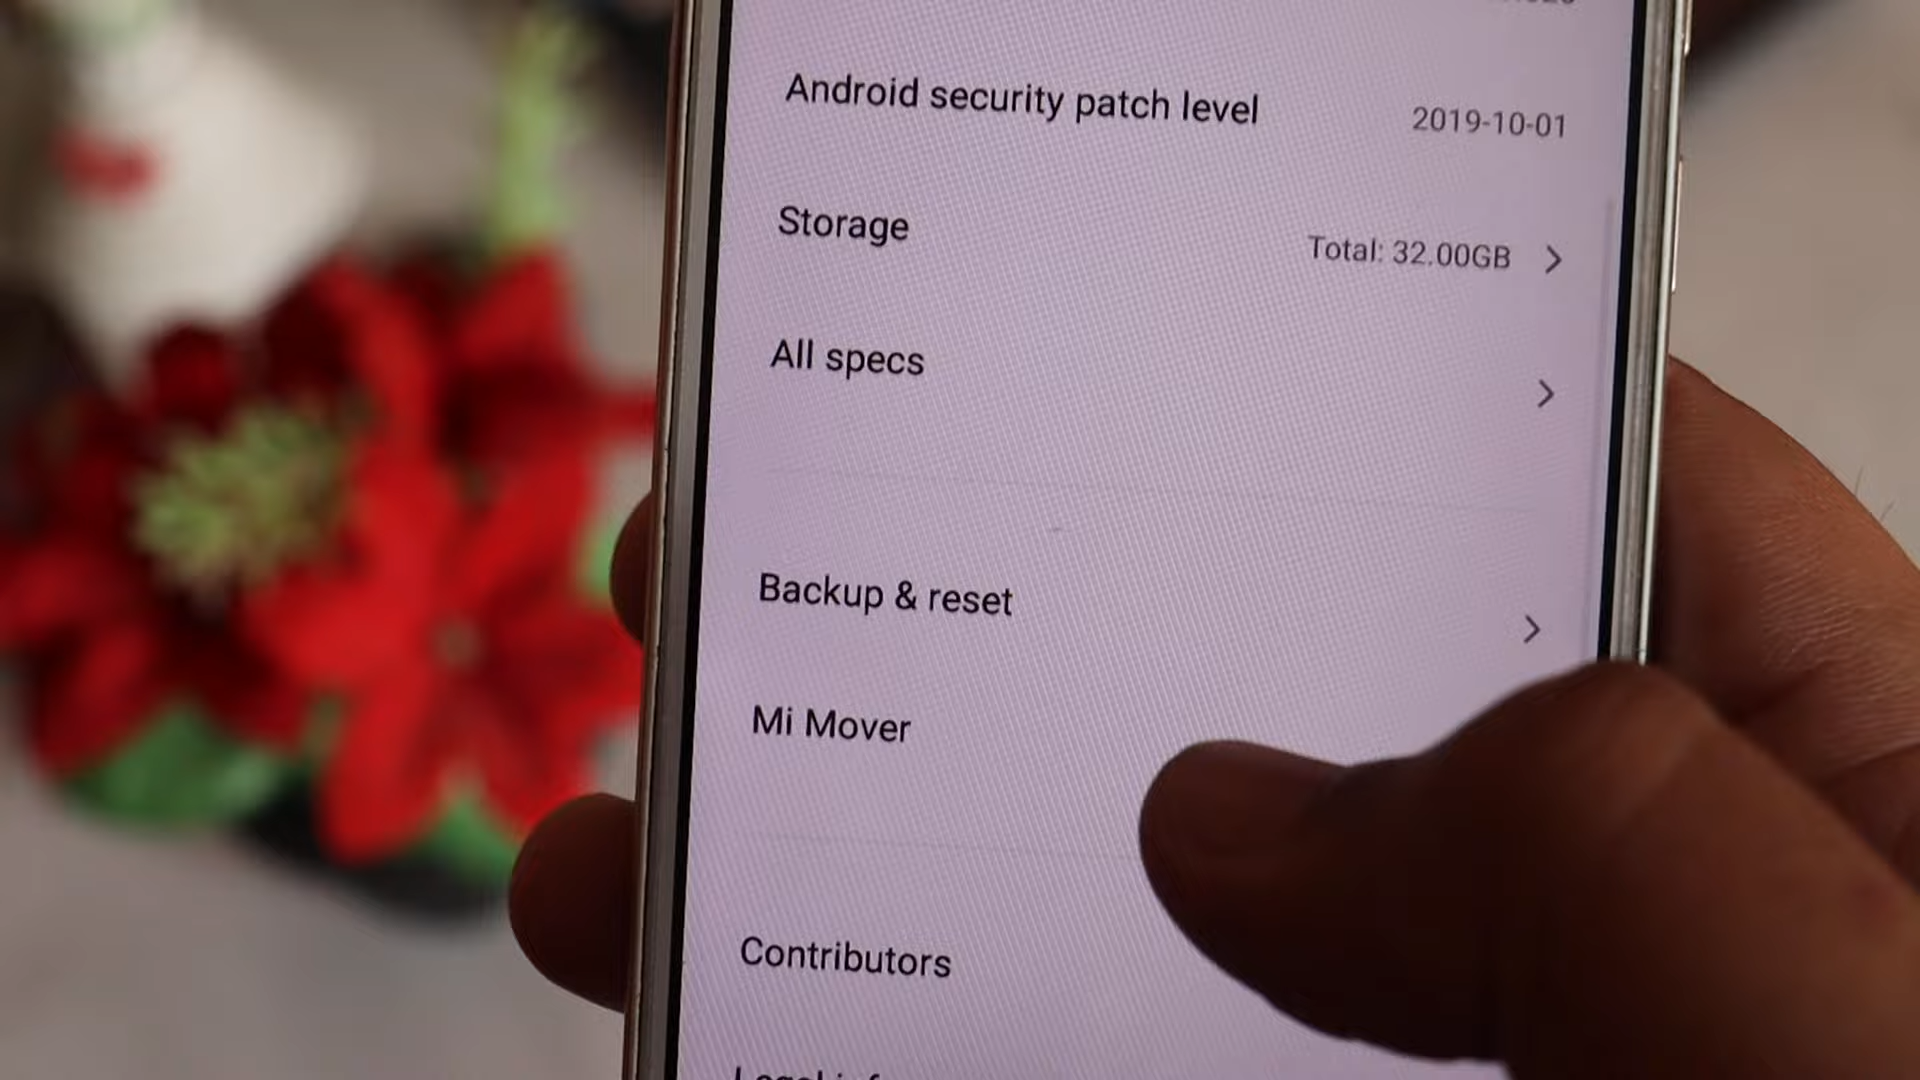 Android security patch level
2019-10-01
Storage
Total: 32.00GB
All specs
Backup & reset
Mi Mover
Contributors